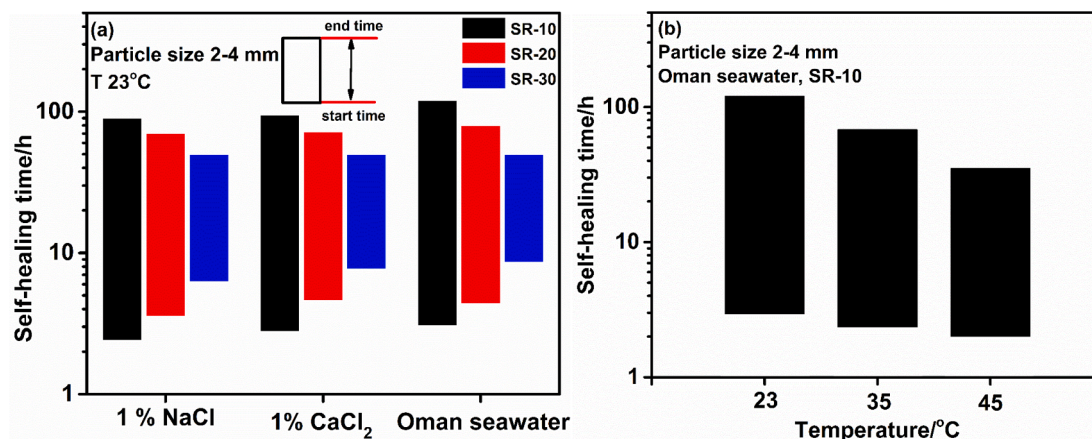 (a)
Particle size 2-4 mm
T 23°C
end time
start time
SR-10
SR-20
SR-30
Self-healing time/h
100
10
1
1 % NaCl
1% CaCl₂
Oman seawater
(b)
Particle size 2-4 mm
Oman seawater, SR-10
Self-healing time/h
100
10
1
23
35
45
Temperature/°C